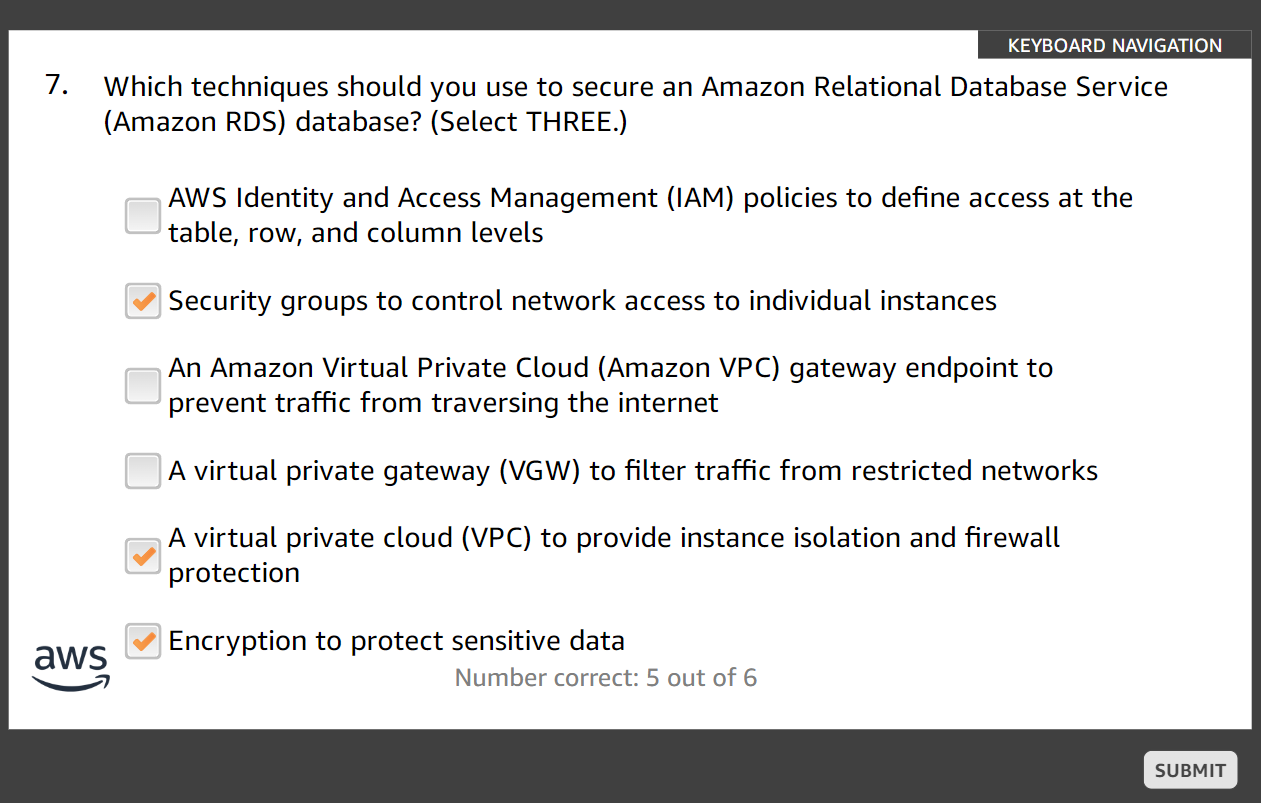 KEYBOARD NAVIGATION
7. Which techniques should you use to secure an Amazon Relational Database Service
(Amazon RDS) database? (Select THREE.)
AWS Identity and Access Management (IAM) policies to define access at the
table, row, and column levels
Security groups to control network access to individual instances
An Amazon Virtual Private Cloud (Amazon VPC) gateway endpoint to
prevent traffic from traversing the internet
A virtual private gateway (VGW) to filter traffic from restricted networks
A virtual private cloud (VPC) to provide instance isolation and firewall
protection
Encryption to protect sensitive data
aws
Number correct: 5 out of 6
SUBMIT